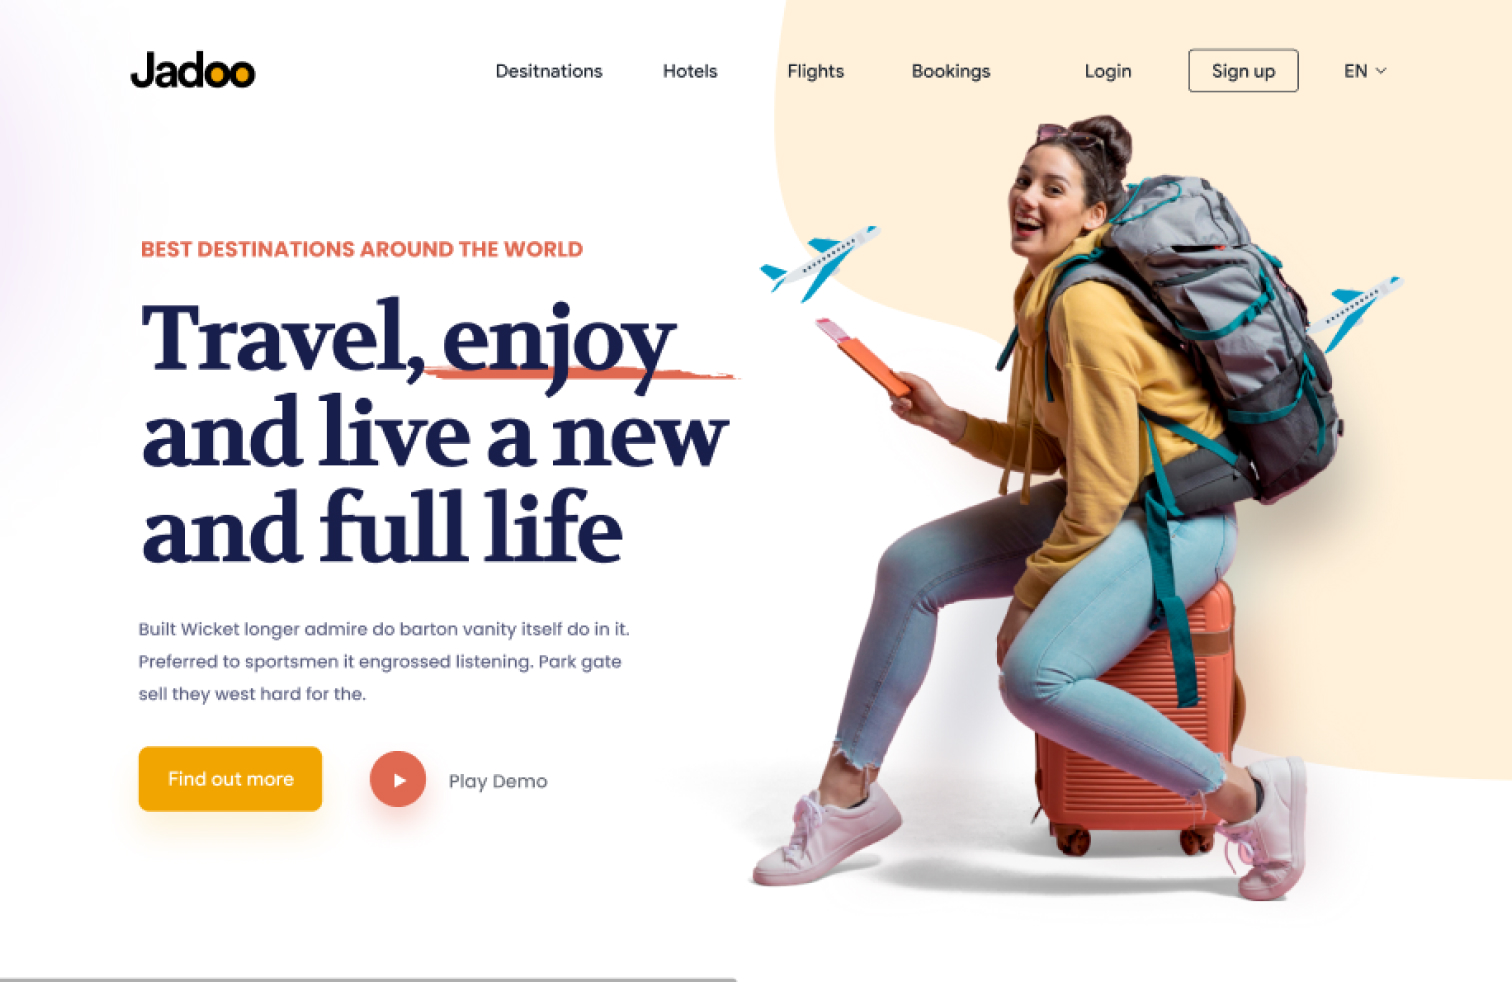 Jadoo
Desitnations
Hotels
Flights
Bookings
Login
Sign up
EN
BEST DESTINATIONS AROUND THE WORLD
Travel, enjoy
and live a new
and full life
Built Wicket longer admire do barton vanity itself do in it.
Preferred to sportsmen it engrossed listening. Park gate
sell they west hard for the.
Find out more
Play Demo